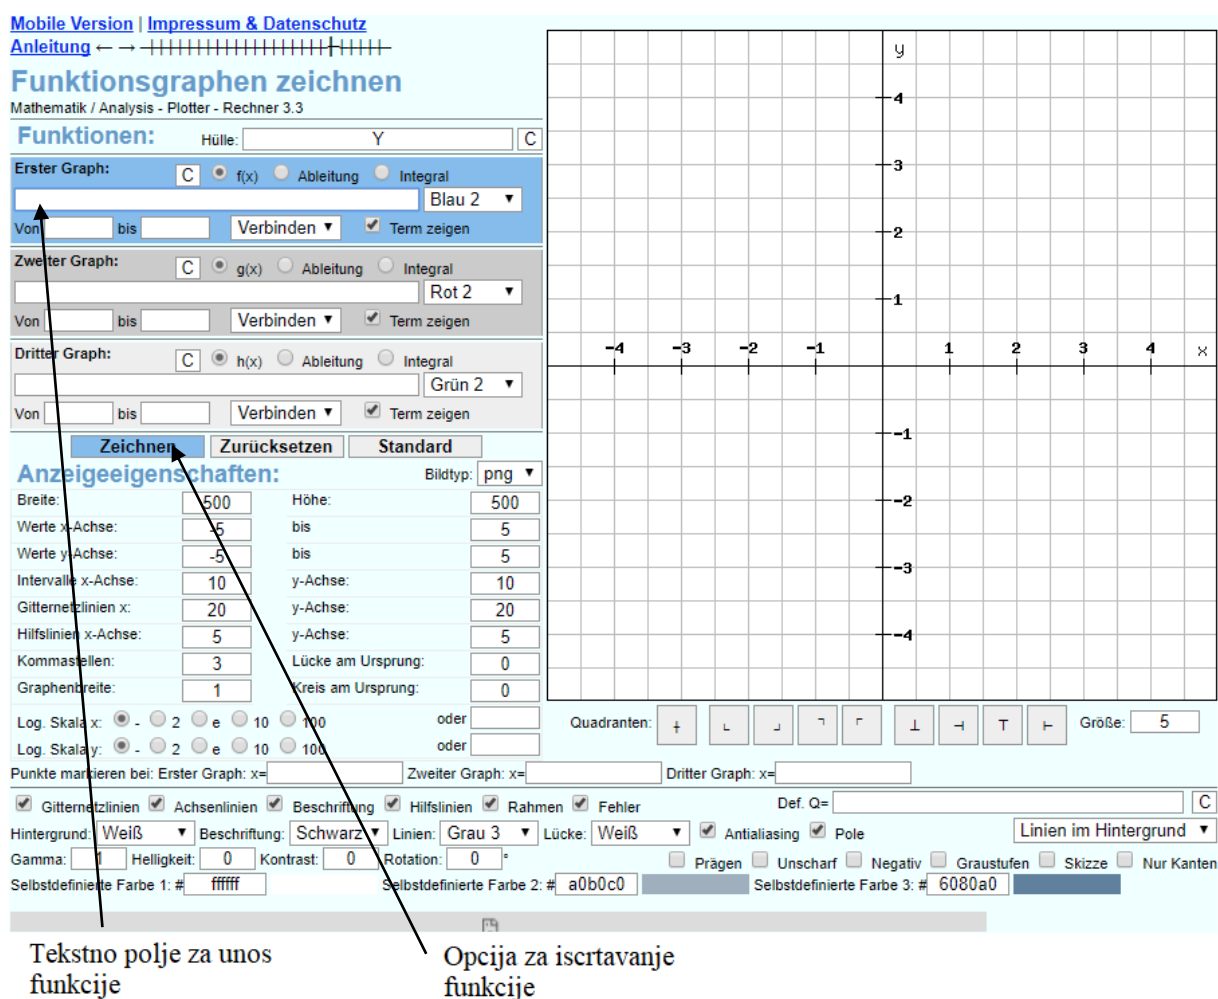 Mobile Version | Impressum & Datenschutz
Anleitung ← →
Funktionsgraphen zeichnen
Mathematik / Analysis - Plotter - Rechner 3.3
Funktionen: Hülle: Y C
Erster Graph: C f(x) Ableitung Integral
Blau 2 ▼
Von bis Verbinden ▼ Term zeigen
Zweiter Graph: C g(x) Ableitung Integral
Rot 2 ▼
Von bis Verbinden ▼ Term zeigen
Dritter Graph: C h(x) Ableitung Integral
Grün 2 ▼
Von bis Verbinden ▼ Term zeigen
Zeichnen Zurücksetzen Standard
Anzeigeeigenschaften: Bildtyp: png ▼
Breite: 500 Höhe: 500
Werte x-Achse: -5 bis 5
Werte y-Achse: -5 bis 5
Intervalle x-Achse: 10 y-Achse: 10
Gitternetzlinien x: 20 y-Achse: 20
Hilfslinien x-Achse: 5 y-Achse: 5
Kommastellen: 3 Lücke am Ursprung: 0
Graphenbreite: 1 Kreis am Ursprung: 0
Log. Skala x: - 2 e 10 100 oder
Log. Skala y: - 2 e 10 100 oder
y
4
3
2
1
-4 -3 -2 -1 1 2 3 4 x
-1
-2
-3
-4
Quadranten: Größe: 5
Punkte markieren bei: Erster Graph: x= Zweiter Graph: x= Dritter Graph: x=
Gitternetzlinien Achsenlinien Beschriftung Hilfslinien Rahmen Fehler Def. Q= C
Hintergrund: Weiß ▼ Beschriftung: Schwarz ▼ Linien: Grau 3 ▼ Lücke: Weiß ▼ Antialiasing Pole Linien im Hintergrund ▼
Gamma: 1 Helligkeit: 0 Kontrast: 0 Rotation: 0 ° Prägen Unscharf Negativ Graustufen Skizze Nur Kanten
Selbstdefinierte Farbe 1: # ffffff Selbstdefinierte Farbe 2: # a0b0c0 Selbstdefinierte Farbe 3: # 6080a0
Tekstno polje za unos
funkcije
Opcija za iscrtavanje
funkcije